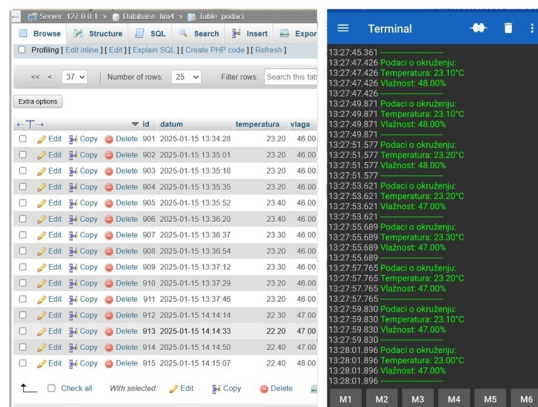 Server: 127.0.0.1 » Database: tim4 » Table: podaci
Browse Structure SQL Search Insert Expor
Profiling [ Edit inline ] [ Edit ] [ Explain SQL ] [ Create PHP code ] [ Refresh ]
<< < 37 Number of rows: 25 Filter rows: Search this tab
Extra options
id datum temperatura vlaga
Edit Copy Delete 901 2025-01-15 13:34:28 23.20 46.00
Edit Copy Delete 902 2025-01-15 13:35:01 23.20 46.00
Edit Copy Delete 903 2025-01-15 13:35:18 23.20 46.00
Edit Copy Delete 904 2025-01-15 13:35:35 23.20 46.00
Edit Copy Delete 905 2025-01-15 13:35:52 23.40 46.00
Edit Copy Delete 906 2025-01-15 13:36:20 23.40 46.00
Edit Copy Delete 907 2025-01-15 13:36:37 23.30 46.00
Edit Copy Delete 908 2025-01-15 13:36:54 23.20 46.00
Edit Copy Delete 909 2025-01-15 13:37:12 23.30 46.00
Edit Copy Delete 910 2025-01-15 13:37:29 23.20 46.00
Edit Copy Delete 911 2025-01-15 13:37:46 23.20 46.00
Edit Copy Delete 912 2025-01-15 14:14:14 22.30 47.00
Edit Copy Delete 913 2025-01-15 14:14:33 22.20 47.00
Edit Copy Delete 914 2025-01-15 14:14:50 22.40 47.00
Edit Copy Delete 915 2025-01-15 14:15:07 22.40 48.00
Check all With selected: Edit Copy Delete
Terminal
13:27:45.361 --------------------
13:27:47.426 Podaci o okruženju:
13:27:47.426 Temperatura: 23.10°C
13:27:47.426 Vlažnost: 48.00%
13:27:47.426 --------------------
13:27:49.871 Podaci o okruženju:
13:27:49.871 Temperatura: 23.10°C
13:27:49.871 Vlažnost: 48.00%
13:27:49.871 --------------------
13:27:51.577 Podaci o okruženju:
13:27:51.577 Temperatura: 23.20°C
13:27:51.577 Vlažnost: 48.00%
13:27:51.577 --------------------
13:27:53.621 Podaci o okruženju:
13:27:53.621 Temperatura: 23.20°C
13:27:53.621 Vlažnost: 47.00%
13:27:53.621 --------------------
13:27:55.689 Podaci o okruženju:
13:27:55.689 Temperatura: 23.30°C
13:27:55.689 Vlažnost: 47.00%
13:27:55.689 --------------------
13:27:57.765 Podaci o okruženju:
13:27:57.765 Temperatura: 23.20°C
13:27:57.765 Vlažnost: 47.00%
13:27:57.765 --------------------
13:27:59.830 Podaci o okruženju:
13:27:59.830 Temperatura: 23.10°C
13:27:59.830 Vlažnost: 47.00%
13:27:59.830 --------------------
13:28:01.896 Podaci o okruženju:
13:28:01.896 Temperatura: 23.00°C
13:28:01.896 Vlažnost: 47.00%
13:28:01.896 --------------------
M1 M2 M3 M4 M5 M6